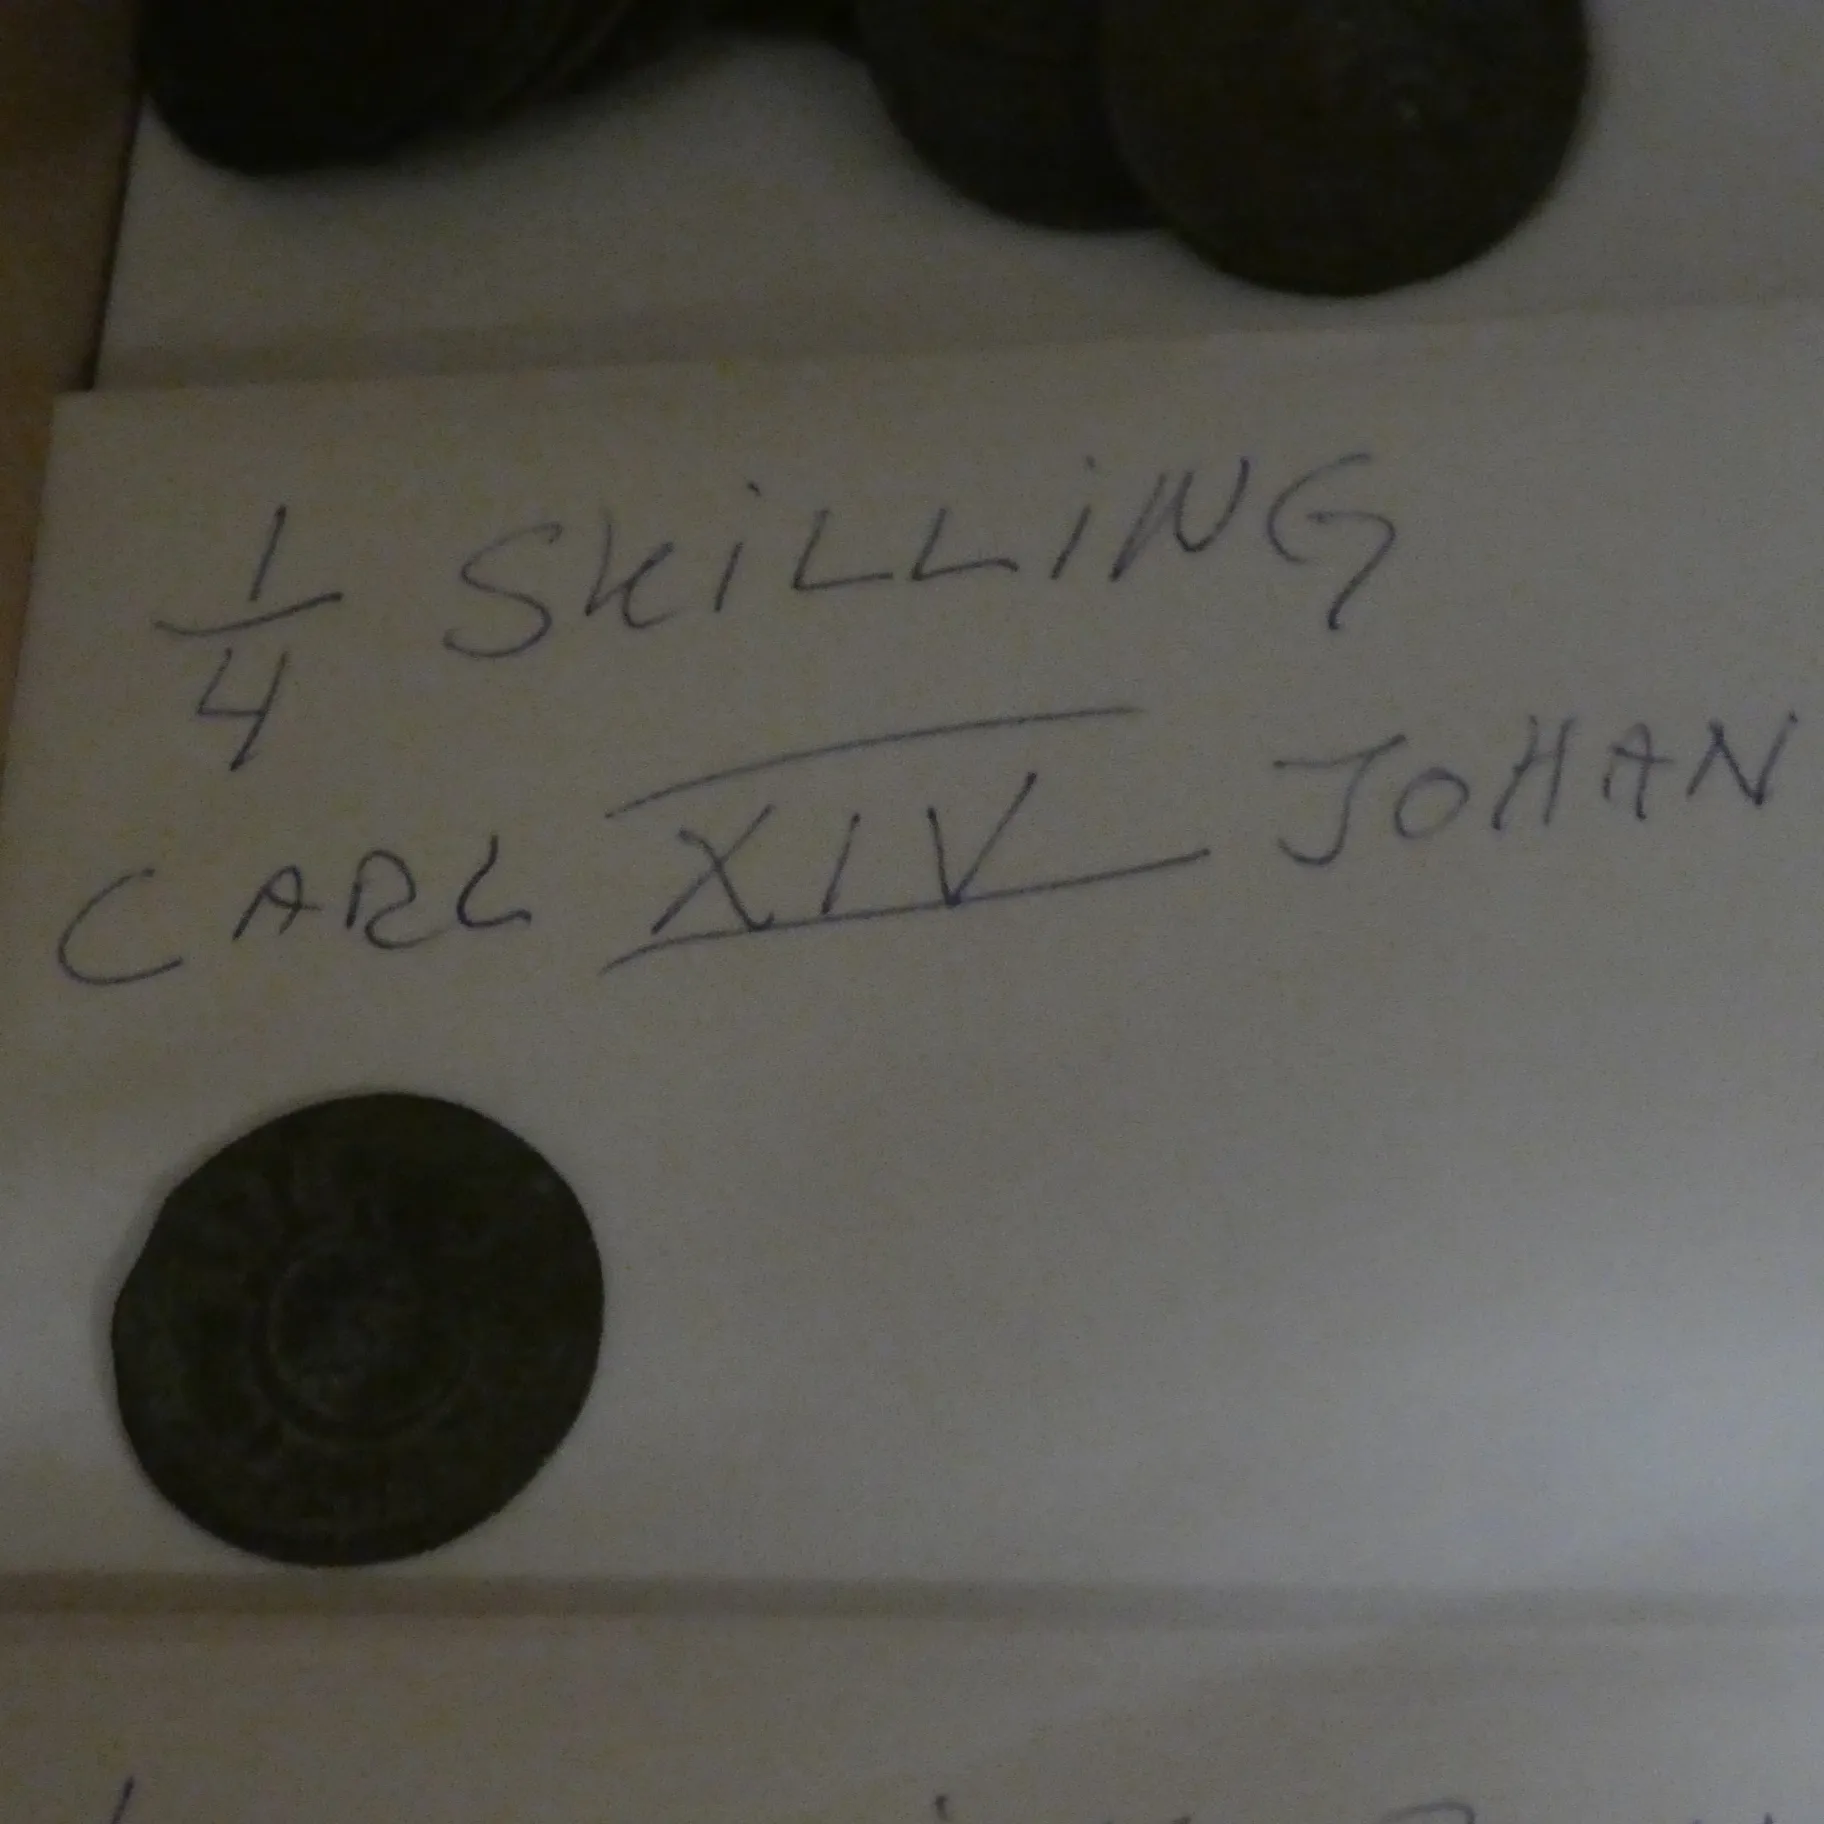 1/4 SKiLLiNG
CARL XIV JOHAN